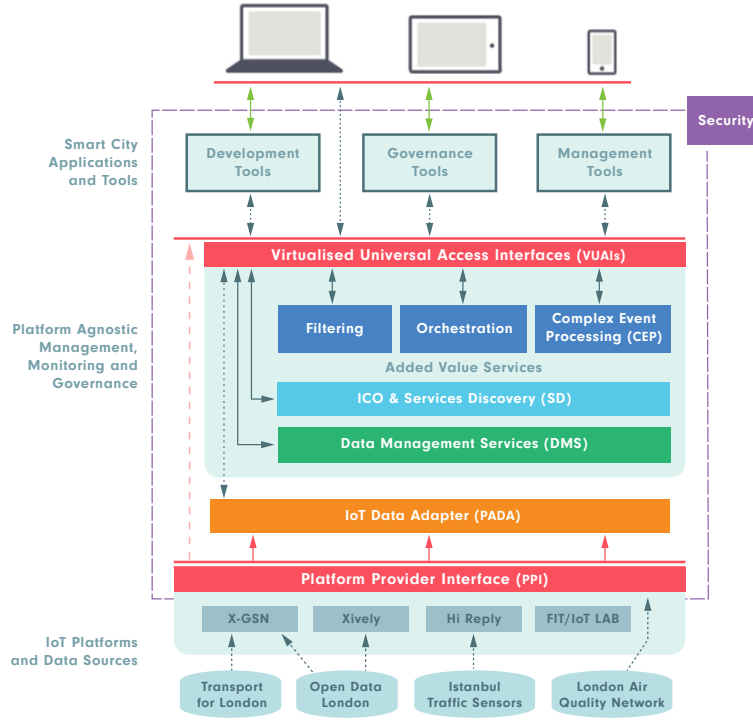 Security
Smart City
Applications
and Tools
Development
Tools
Governance
Tools
Management
Tools
Virtualised Universal Access Interfaces (VUAIs)
Platform Agnostic
Management,
Monitoring and
Governance
Filtering
Orchestration
Complex Event
Processing (CEP)
Added Value Services
ICO & Services Discovery (SD)
Data Management Services (DMS)
IoT Data Adapter (PADA)
Platform Provider Interface (PPI)
IoT Platforms
and Data Sources
X-GSN
Xively
Hi Reply
FIT/IoT LAB
Transport
for London
Open Data
London
Istanbul
Traffic Sensors
London Air
Quality Network